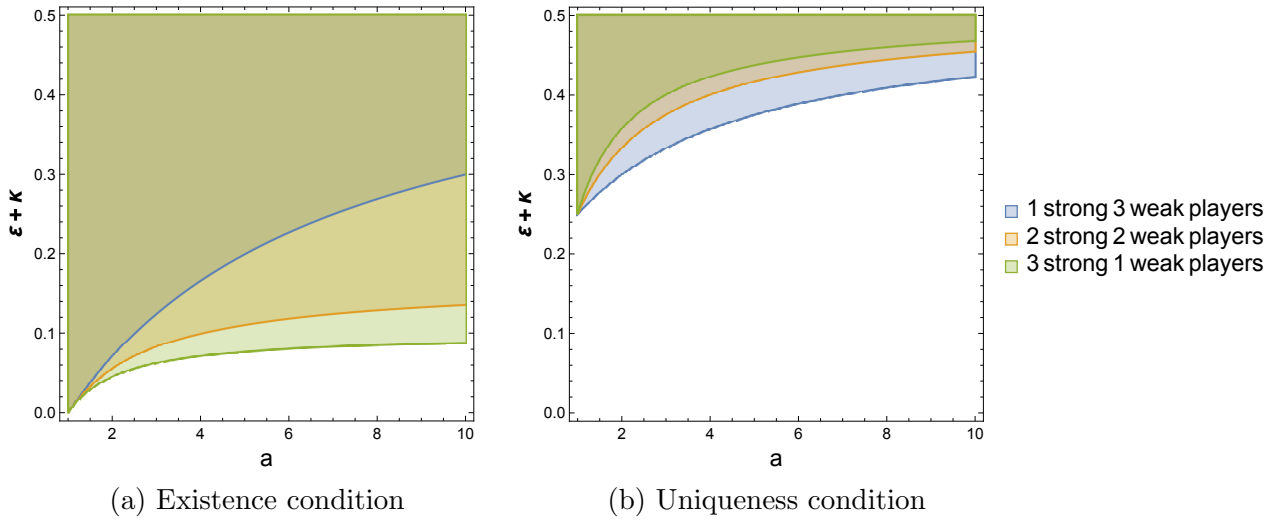 0.5
0.4
0.3
0.2
0.1
0.0
ε + κ
2 4 6 8 10
a
(a) Existence condition
0.5
0.4
0.3
0.2
0.1
0.0
ε + κ
2 4 6 8 10
a
(b) Uniqueness condition
1 strong 3 weak players
2 strong 2 weak players
3 strong 1 weak players